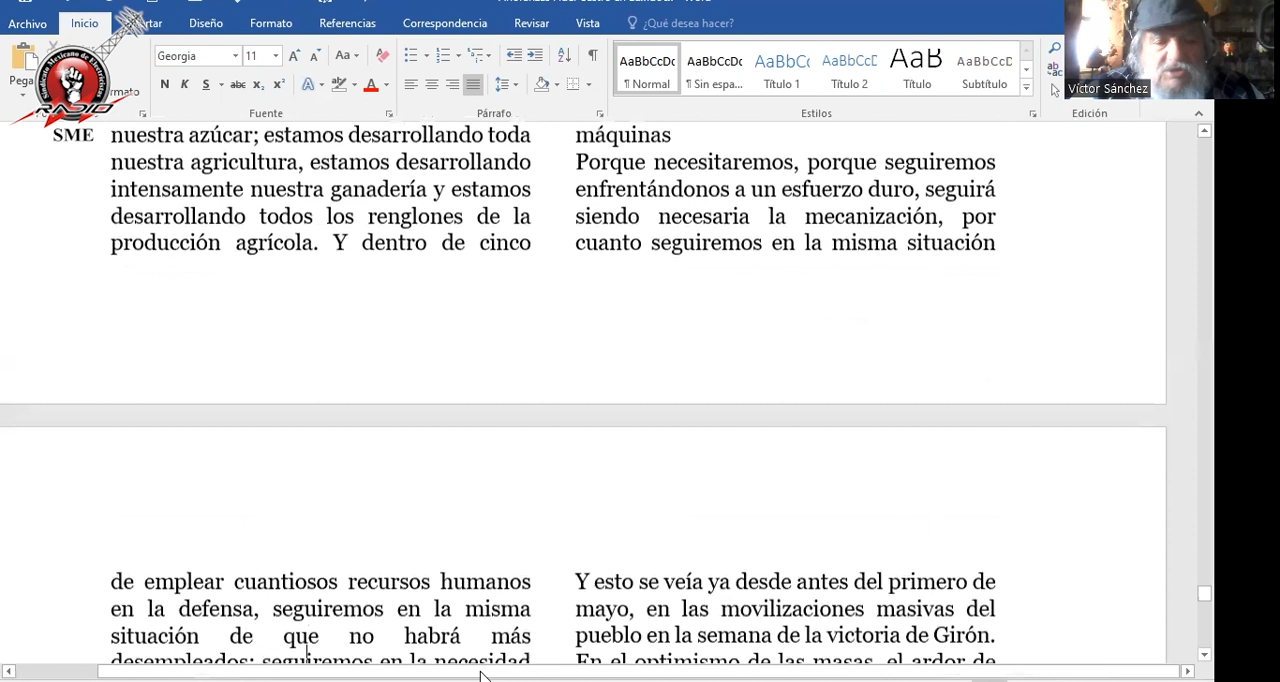 Archivo Inicio Insertar Diseño Formato Referencias Correspondencia Revisar Vista ¿Qué desea hacer?
Georgia 11
Fuente Párrafo Estilos Edición
AaBbCcDc AaBbCcDc AaBbC AaBbCcD AaB AaBbCcD
¶ Normal ¶ Sin espa... Título 1 Título 2 Título Subtítulo
Víctor Sánchez
Sindicato Mexicano de Electricistas
RADIO
SME
nuestra azúcar; estamos desarrollando toda
nuestra agricultura, estamos desarrollando
intensamente nuestra ganadería y estamos
desarrollando todos los renglones de la
producción agrícola. Y dentro de cinco
máquinas
Porque necesitaremos, porque seguiremos
enfrentándonos a un esfuerzo duro, seguirá
siendo necesaria la mecanización, por
cuanto seguiremos en la misma situación
de emplear cuantiosos recursos humanos
en la defensa, seguiremos en la misma
situación de que no habrá más
desempleados; seguiremos en la necesidad
Y esto se veía ya desde antes del primero de
mayo, en las movilizaciones masivas del
pueblo en la semana de la victoria de Girón.
En el optimismo de las masas, el ardor de